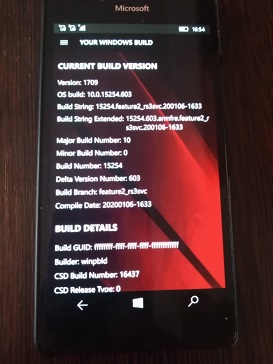 Microsoft
10:54
YOUR WINDOWS BUILD
CURRENT BUILD VERSION
Version: 1709
OS build: 10.0.15254.603
Build String: 15254.feature2_rs3svc.200106-1633
Build String Extended: 15254.603.armfre.feature2_r
s3svc.200106-1633
Major Build Number: 10
Minor Build Number: 0
Build Number: 15254
Delta Version Number: 603
Build Branch: feature2_rs3svc
Compile Date: 20200106-1633
BUILD DETAILS
Build GUID: ffffffff-ffff-ffff-ffff-ffffffffffff
Builder: winpbld
CSD Build Number: 16437
CSD Release Type: 0